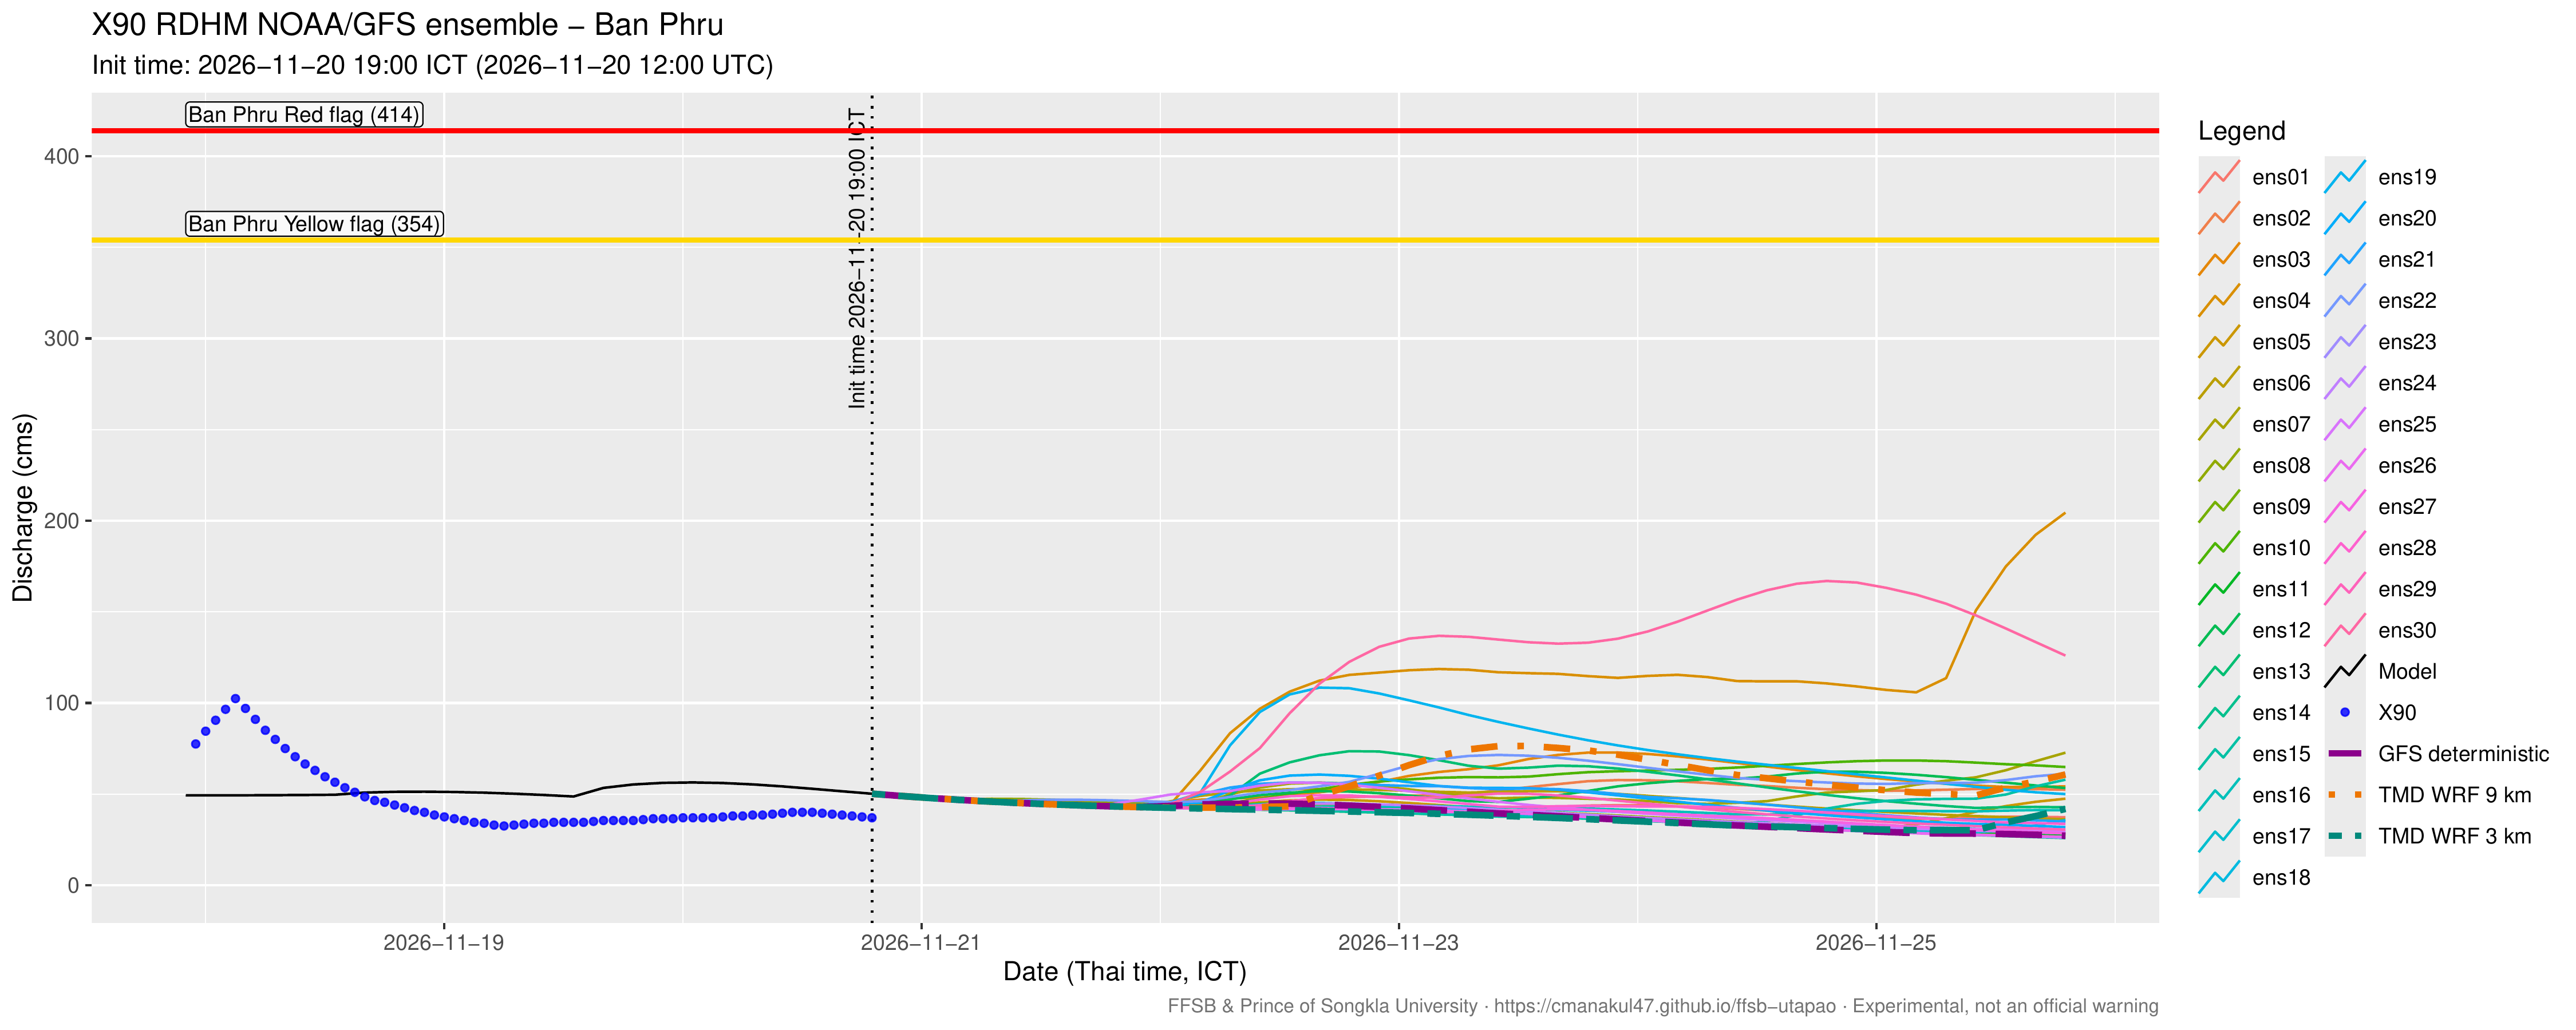 X90 RDHM NOAA/GFS ensemble – Ban Phru
Init time: 2026–11–20 19:00 ICT (2026–11–20 12:00 UTC)
Ban Phru Red flag (414)
Ban Phru Yellow flag (354)
Init time 2026–11–20 19:00 ICT
400
300
200
100
0
Discharge (cms)
2026–11–19
2026–11–21
2026–11–23
2026–11–25
Date (Thai time, ICT)
FFSB & Prince of Songkla University · https://cmanakul47.github.io/ffsb–utapao · Experimental, not an official warning
Legend
ens01
ens02
ens03
ens04
ens05
ens06
ens07
ens08
ens09
ens10
ens11
ens12
ens13
ens14
ens15
ens16
ens17
ens18
ens19
ens20
ens21
ens22
ens23
ens24
ens25
ens26
ens27
ens28
ens29
ens30
Model
X90
GFS deterministic
TMD WRF 9 km
TMD WRF 3 km